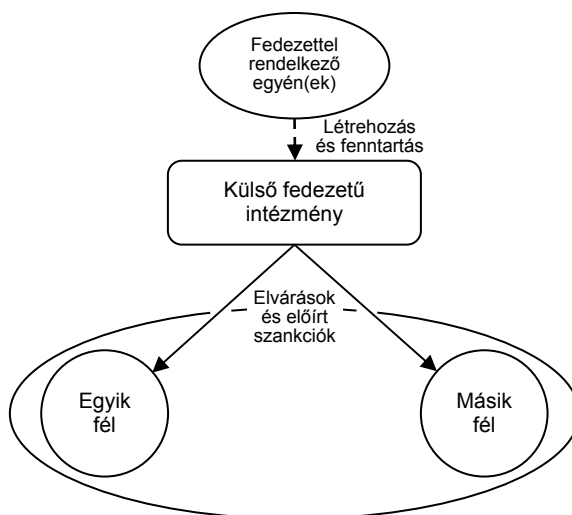 Fedezettel
rendelkező
egyén(ek)
Létrehozás
és fenntartás
Külső fedezetű
intézmény
Elvárások
és előírt
szankciók
Egyik
fél
Másik
fél